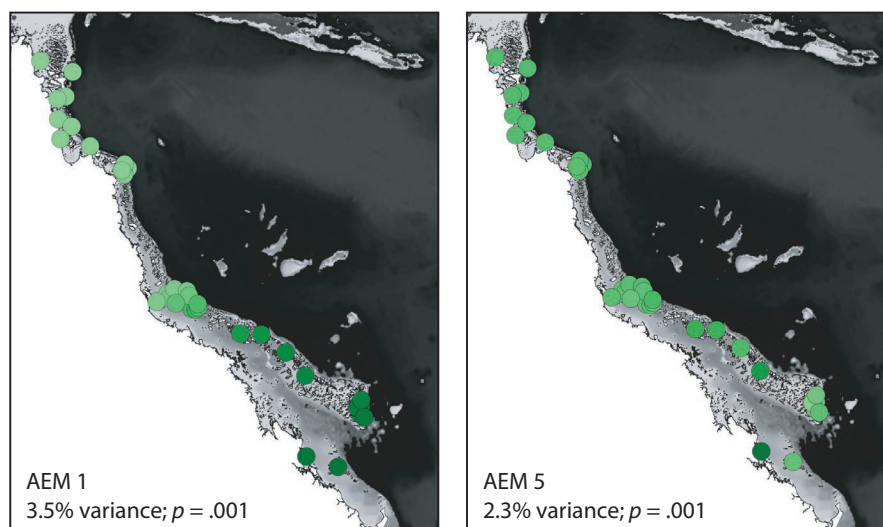 AEM 1
3.5% variance; p = .001
AEM 5
2.3% variance; p = .001